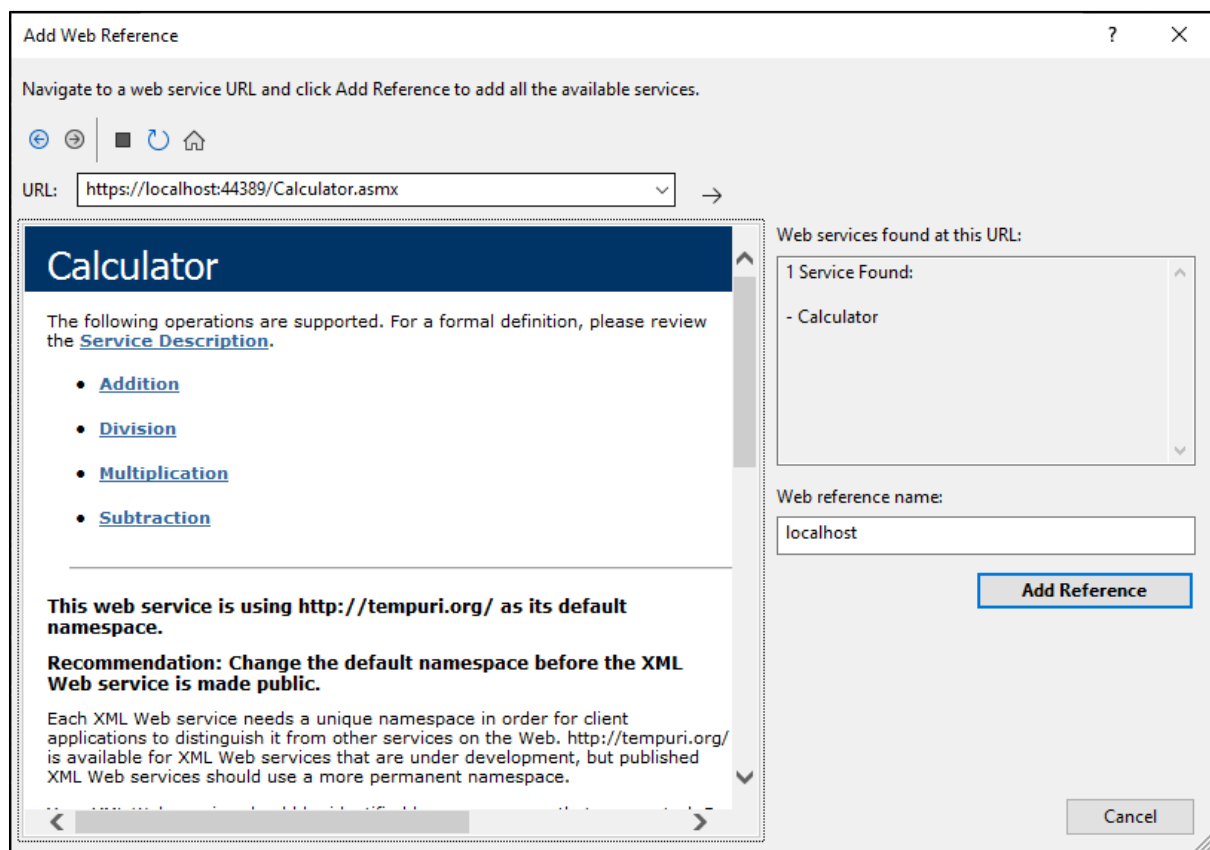 Add Web Reference
?
Navigate to a web service URL and click Add Reference to add all the available services.
URL:
https://localhost:44389/Calculator.asmx
Calculator
The following operations are supported. For a formal definition, please review
the Service Description.
Addition
Division
Multiplication
Subtraction
This web service is using http://tempuri.org/ as its default
namespace.
Recommendation: Change the default namespace before the XML
Web service is made public.
Each XML Web service needs a unique namespace in order for client
applications to distinguish it from other services on the Web. http://tempuri.org/
is available for XML Web services that are under development, but published
XML Web services should use a more permanent namespace.
Web services found at this URL:
1 Service Found:
- Calculator
Web reference name:
localhost
Add Reference
Cancel